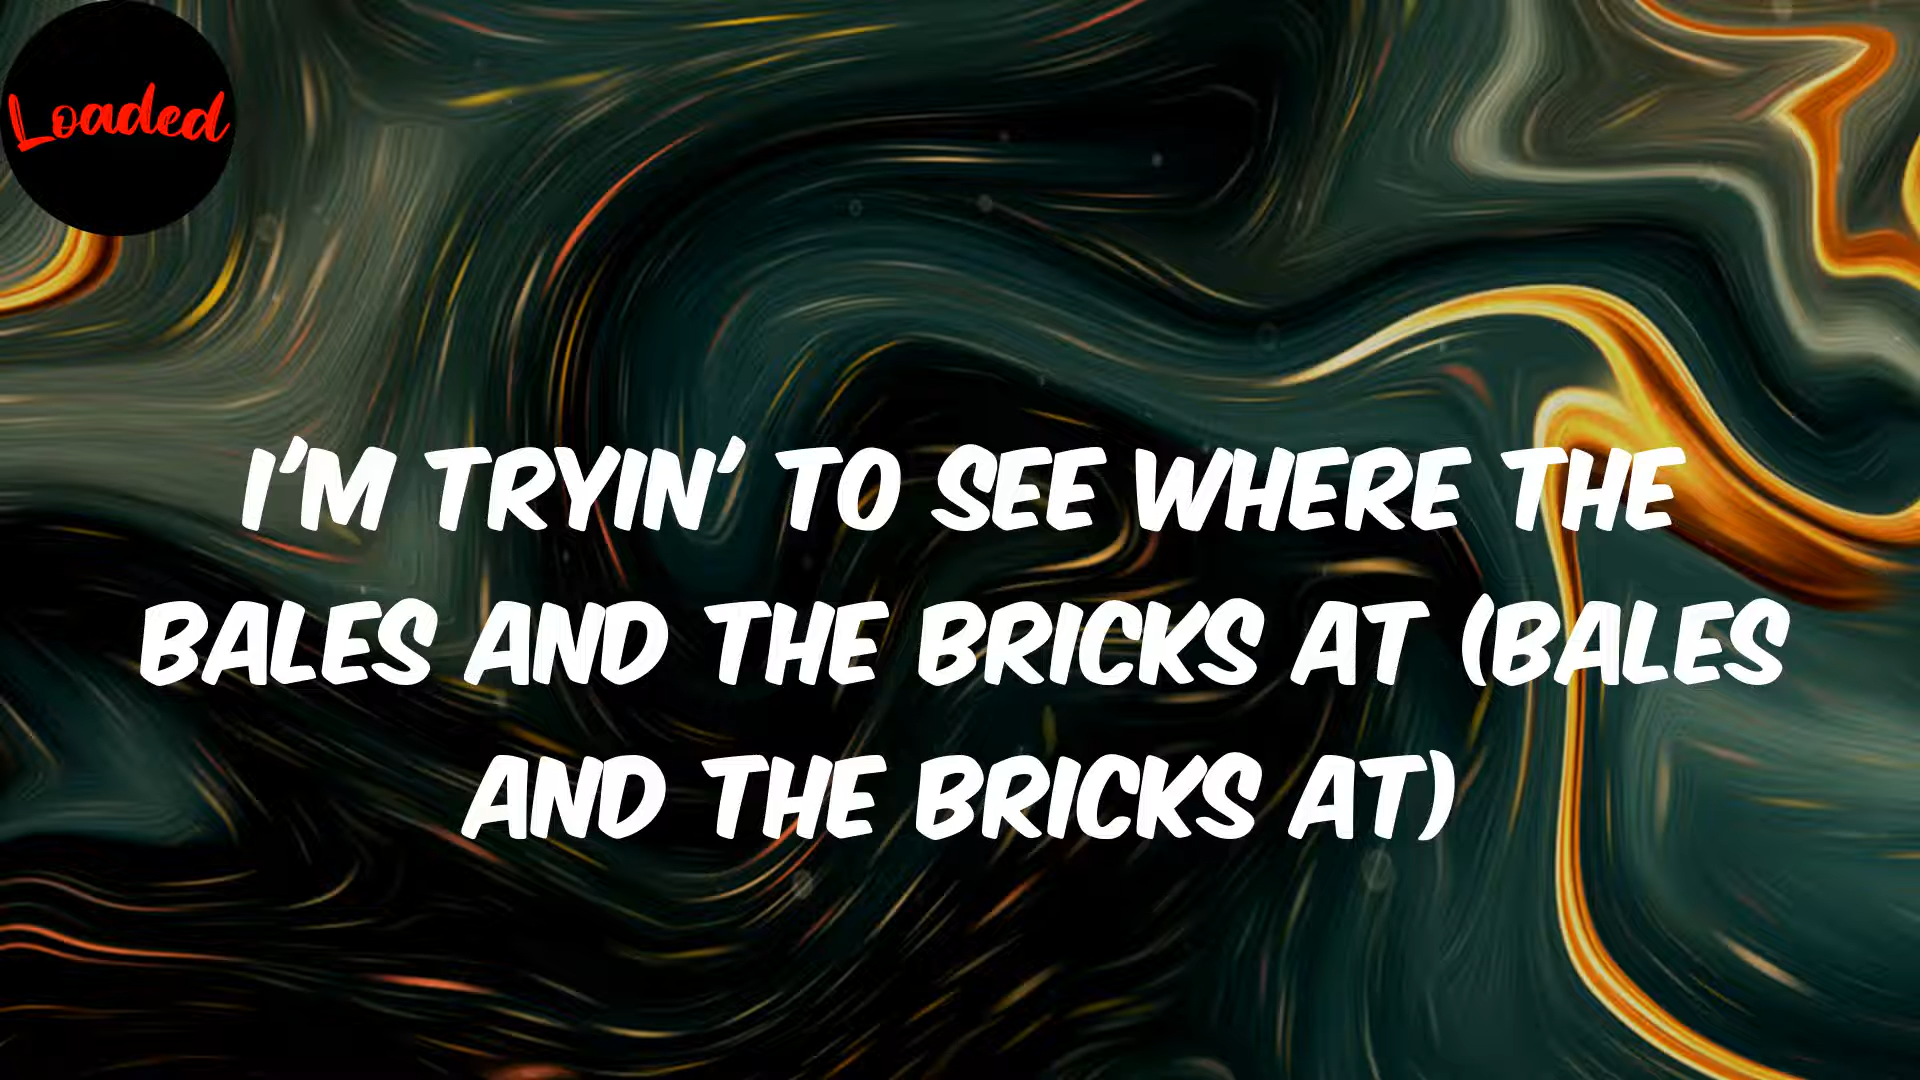 Loaded
I'M TRYIN' TO SEE WHERE THE
BALES AND THE BRICKS AT (BALES
AND THE BRICKS AT)